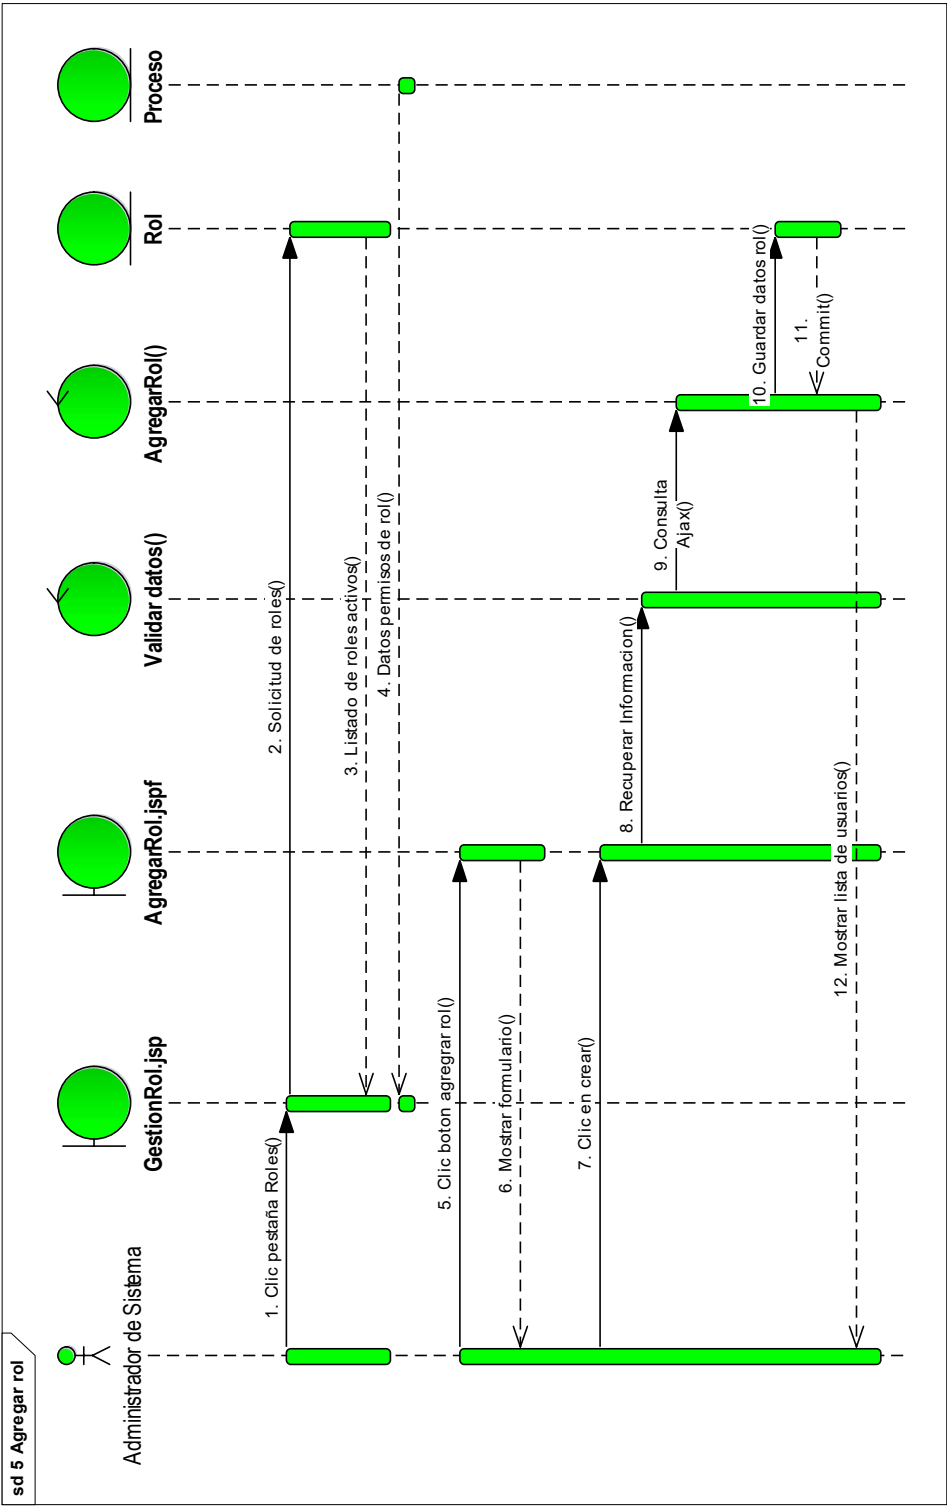 sd 5 Agregar rol
Administrador de Sistema
GestionRol.jsp
AgregarRol.jspf
Validar datos()
AgregarRol()
Rol
Proceso
1. Clic pestaña Roles()
2. Solicitud de roles()
3. Listado de roles activos()
4. Datos permisos de rol()
5. Clic boton agregrar rol()
6. Mostrar formulario()
7. Clic en crear()
8. Recuperar Informacion()
9. Consulta
Ajax()
10. Guardar datos rol()
11.
Commit()
12. Mostrar lista de usuarios()